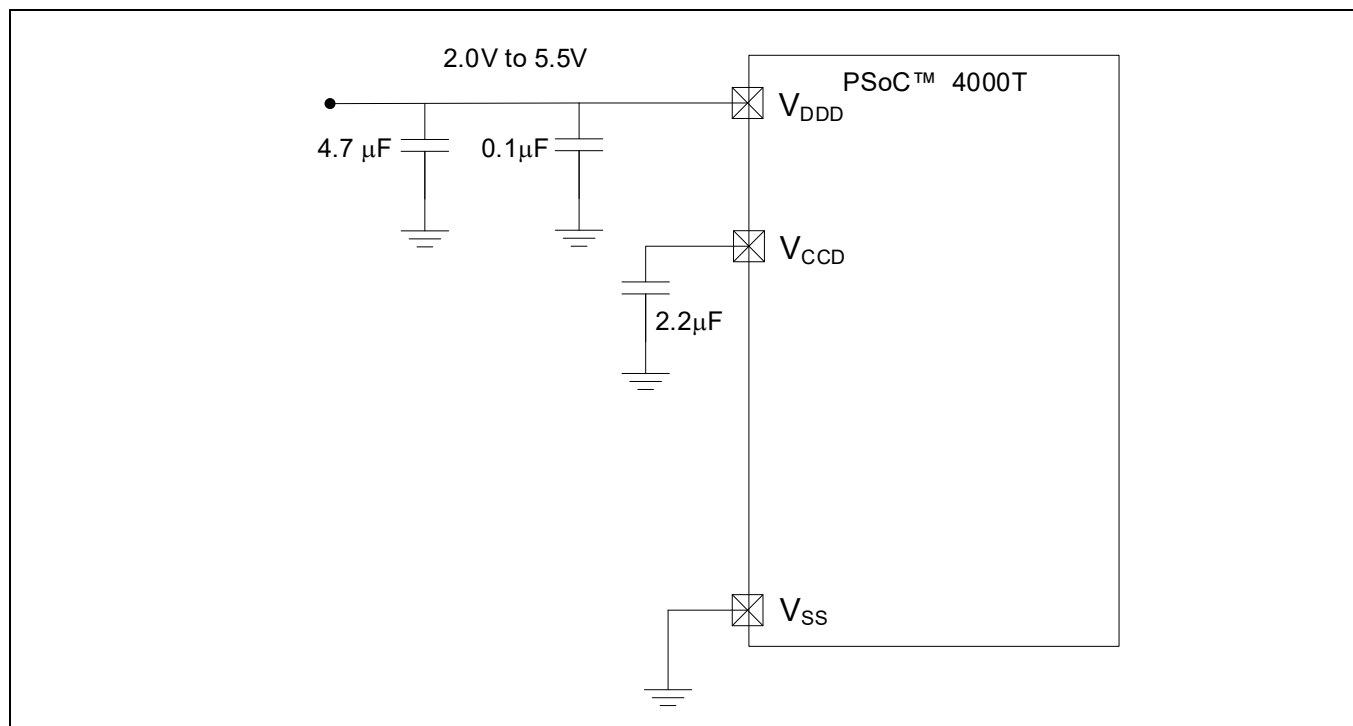 2.0V to 5.5V
PSoC™ 4000T
VDDD
4.7 μF
0.1μF
VCCD
2.2μF
VSS